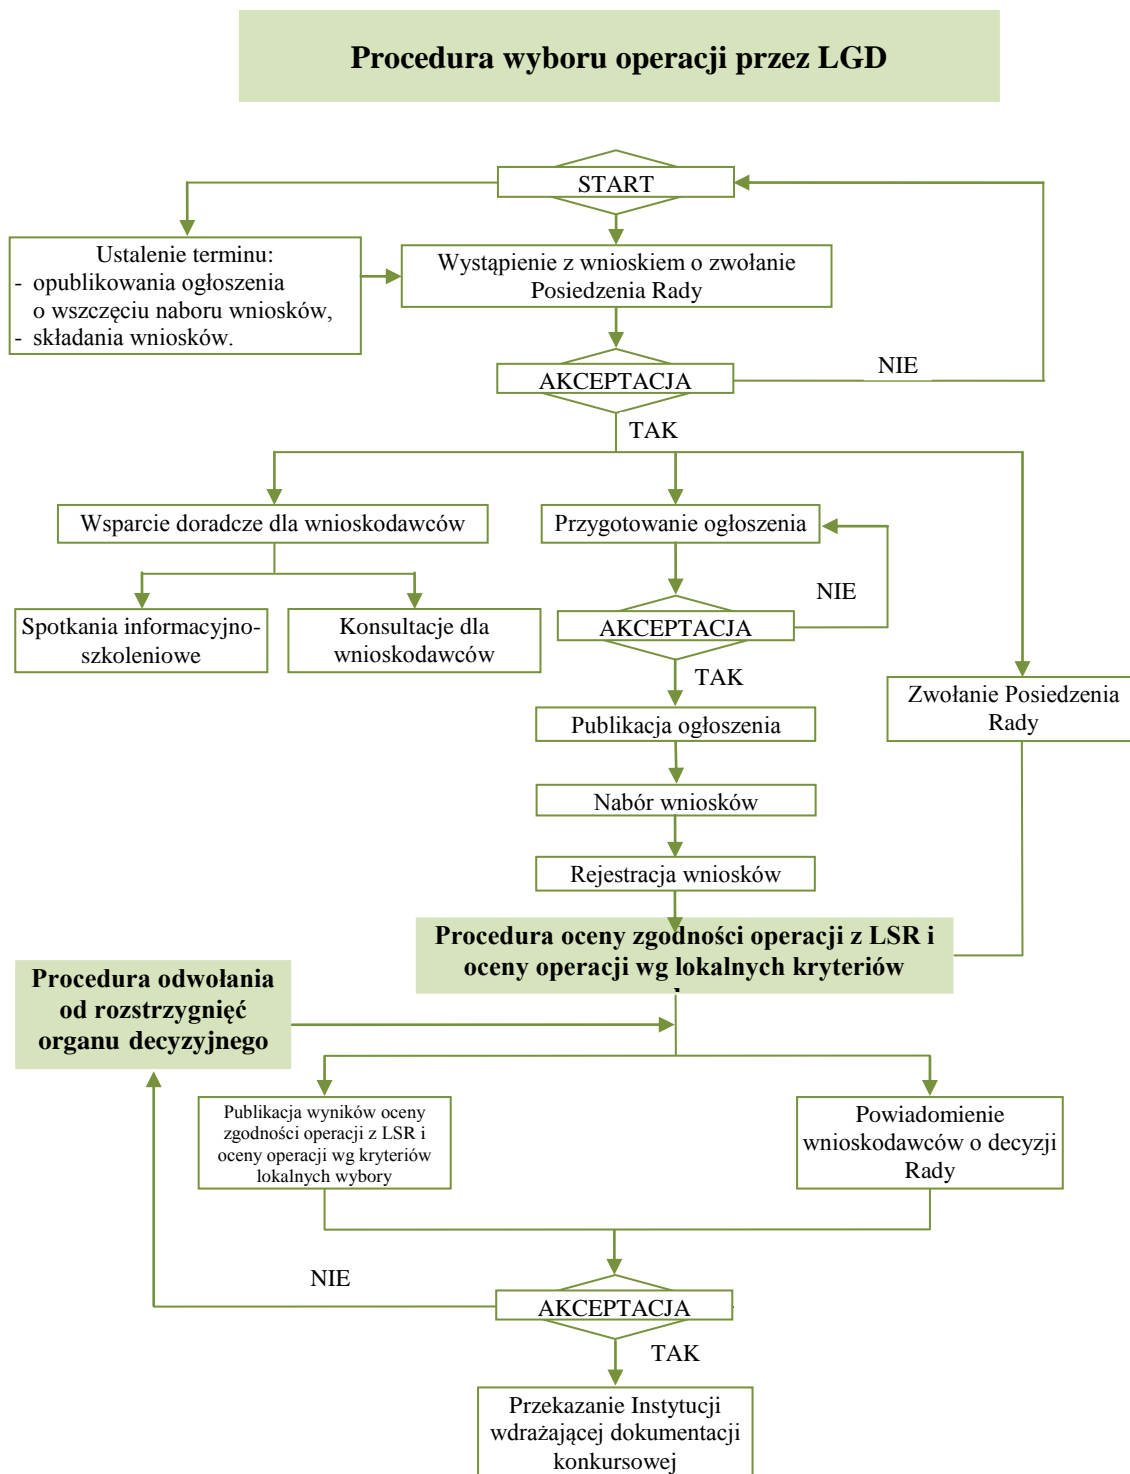 Procedura wyboru operacji przez LGD
START
Ustalenie terminu:
- opublikowania ogłoszenia
o wszczęciu naboru wniosków,
- składania wniosków.
Wystąpienie z wnioskiem o zwołanie
Posiedzenia Rady
AKCEPTACJA
NIE
TAK
Wsparcie doradcze dla wnioskodawców
Przygotowanie ogłoszenia
Spotkania informacyjno-
szkoleniowe
Konsultacje dla
wnioskodawców
AKCEPTACJA
NIE
TAK
Zwołanie Posiedzenia
Rady
Publikacja ogłoszenia
Nabór wniosków
Rejestracja wniosków
Procedura oceny zgodności operacji z LSR i
oceny operacji wg lokalnych kryteriów
Procedura odwołania
od rozstrzygnięć
organu decyzyjnego
Publikacja wyników oceny
zgodności operacji z LSR i
oceny operacji wg kryteriów
lokalnych wybory
Powiadomienie
wnioskodawców o decyzji
Rady
NIE
AKCEPTACJA
TAK
Przekazanie Instytucji
wdrażającej dokumentacji
konkursowej